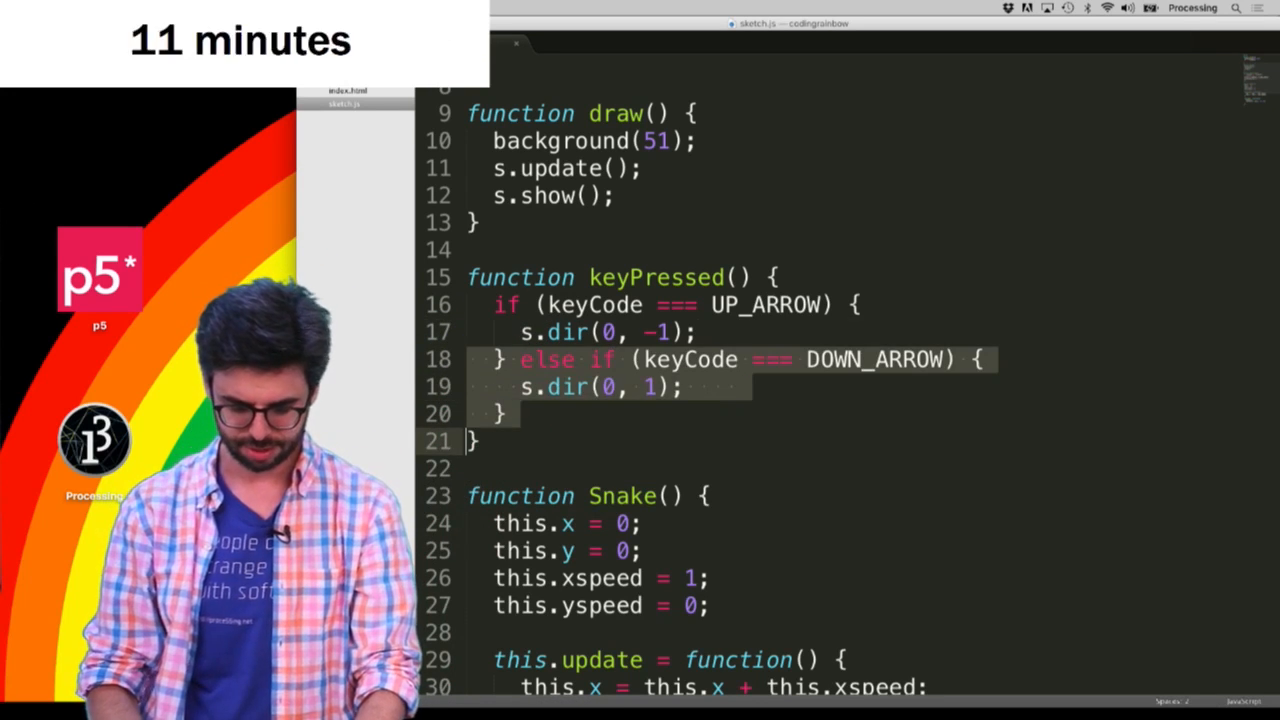 11 minutes
Processing
sketch.js — codingrainbow
index.html
sketch.js
8
9 function draw() {
10 background(51);
11 s.update();
12 s.show();
13 }
14
15 function keyPressed() {
16 if (keyCode === UP_ARROW) {
17 s.dir(0, -1);
18 } else if (keyCode === DOWN_ARROW) {
19 s.dir(0, 1);
20 }
21 }
22
23 function Snake() {
24 this.x = 0;
25 this.y = 0;
26 this.xspeed = 1;
27 this.yspeed = 0;
28
29 this.update = function() {
30 this.x = this.x + this.xspeed;
p5*
p5
Processing
eople
range
ith soft
processing.net
Spaces: 2
JavaScript